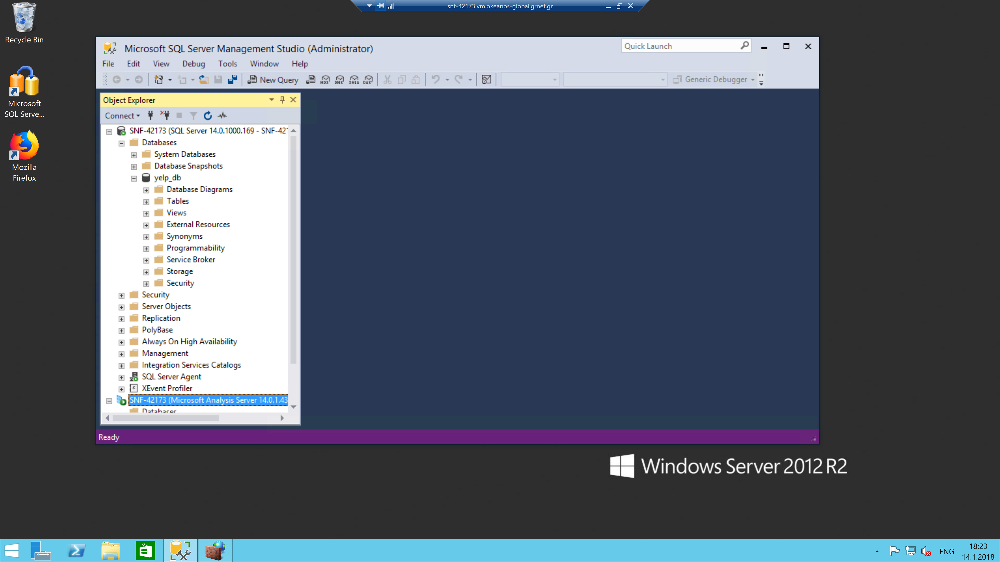 snf-42173.vm.okeanos-global.grnet.gr
Recycle Bin
Microsoft
SQL Serve...
Mozilla
Firefox
Microsoft SQL Server Management Studio (Administrator)
Quick Launch
File Edit View Debug Tools Window Help
New Query MDX DMX XMLA DAX Generic Debugger
Object Explorer
Connect
SNF-42173 (SQL Server 14.0.1000.169 - SNF-421
Databases
System Databases
Database Snapshots
yelp_db
Database Diagrams
Tables
Views
External Resources
Synonyms
Programmability
Service Broker
Storage
Security
Security
Server Objects
Replication
PolyBase
Always On High Availability
Management
Integration Services Catalogs
SQL Server Agent
XEvent Profiler
SNF-42173 (Microsoft Analysis Server 14.0.1.43
Databases
Ready
Windows Server 2012 R2
ENG
18:23
14.1.2018